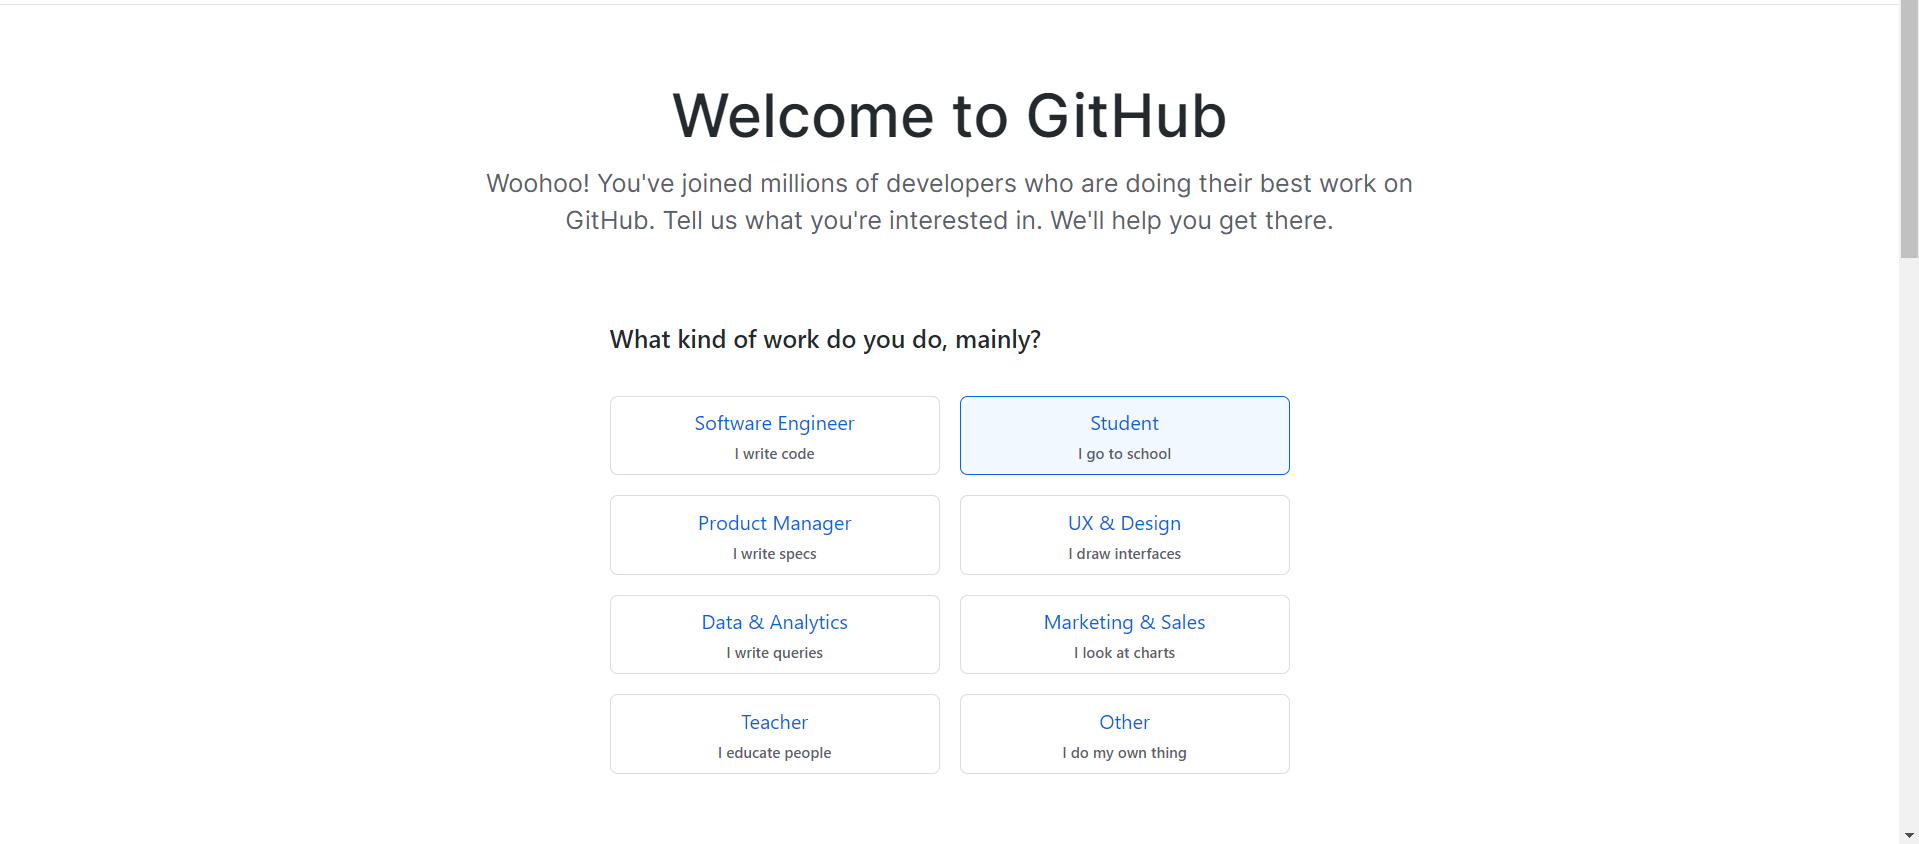 Welcome to GitHub
Woohoo! You've joined millions of developers who are doing their best work on
GitHub. Tell us what you're interested in. We'll help you get there.
What kind of work do you do, mainly?
Software Engineer
I write code
Student
I go to school
Product Manager
I write specs
UX & Design
I draw interfaces
Data & Analytics
I write queries
Marketing & Sales
I look at charts
Teacher
I educate people
Other
I do my own thing